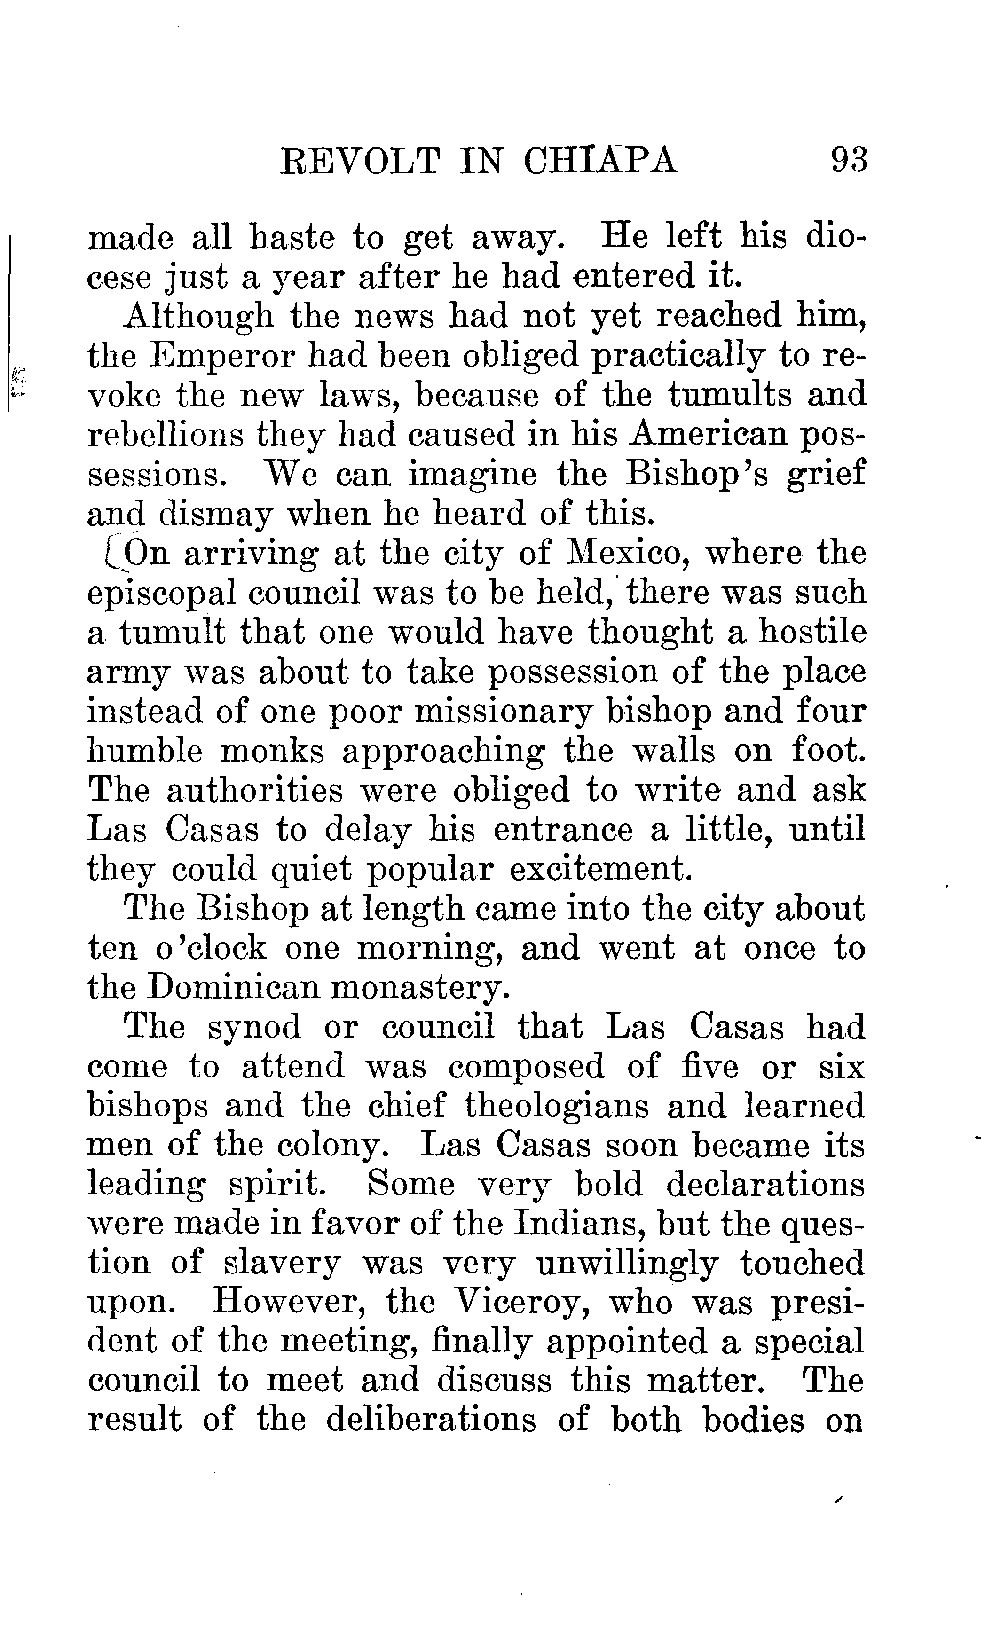 REVOLT IN CHIAPA 93
made all haste to get away. He left his dio-
cese just a year after he had entered it.
Although the news had not yet reached him,
the Emperor had been obliged practically to re-
voke the new laws, because of the tumults and
rebellions they had caused in his American pos-
sessions. We can imagine the Bishop's grief
and dismay when he heard of this.
On arriving at the city of Mexico, where the
episcopal council was to be held, there was such
a tumult that one would have thought a hostile
army was about to take possession of the place
instead of one poor missionary bishop and four
humble monks approaching the walls on foot.
The authorities were obliged to write and ask
Las Casas to delay his entrance a little, until
they could quiet popular excitement.
The Bishop at length came into the city about
ten o'clock one morning, and went at once to
the Dominican monastery.
The synod or council that Las Casas had
come to attend was composed of five or six
bishops and the chief theologians and learned
men of the colony. Las Casas soon became its
leading spirit. Some very bold declarations
were made in favor of the Indians, but the ques-
tion of slavery was very unwillingly touched
upon. However, the Viceroy, who was presi-
dent of the meeting, finally appointed a special
council to meet and discuss this matter. The
result of the deliberations of both bodies on